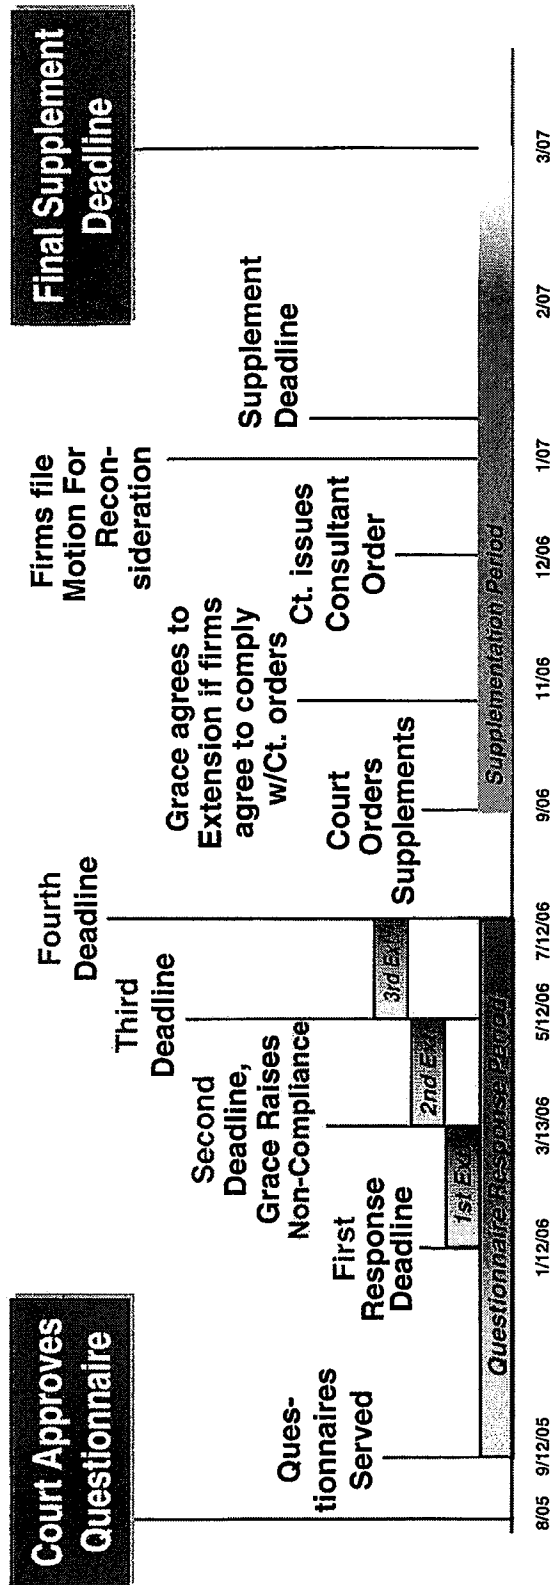 Court Approves
Questionnaire
Final Supplement
Deadline
Ques-
tionnaires
Served
First
Response
Deadline
Second
Deadline,
Grace Raises
Non-Compliance
Third
Deadline
Fourth
Deadline
Court
Orders
Supplements
Grace agrees to
Extension if firms
agree to comply
w/Ct. orders
Ct. issues
Consultant
Order
Firms file
Motion For
Recon-
sideration
Supplement
Deadline
1st Ext.
2nd Ext.
3rd Ext.
Questionnaire Response Period
Supplementation Period
8/05 9/12/05 1/12/06 3/13/06 5/12/06 7/12/06 9/06 11/06 12/06 1/07 2/07 3/07